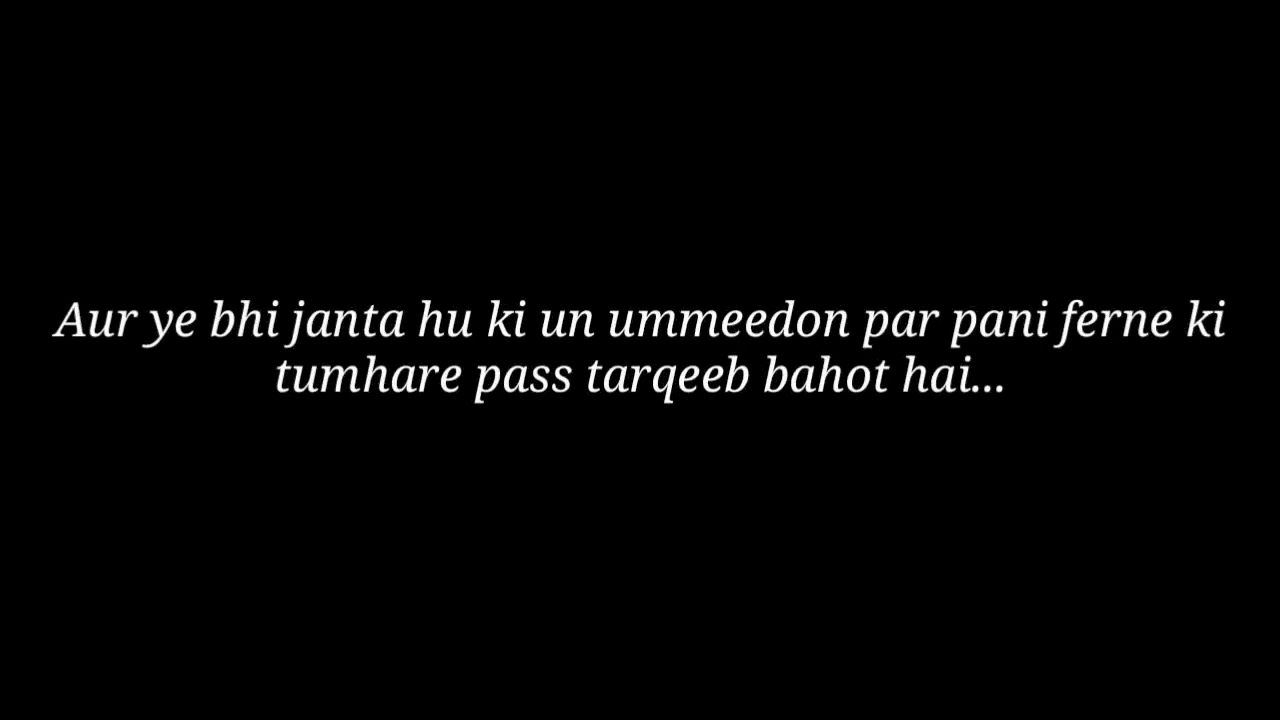 Aur ye bhi janta hu ki un ummeedon par pani ferne ki
tumhare pass tarqeeb bahot hai...